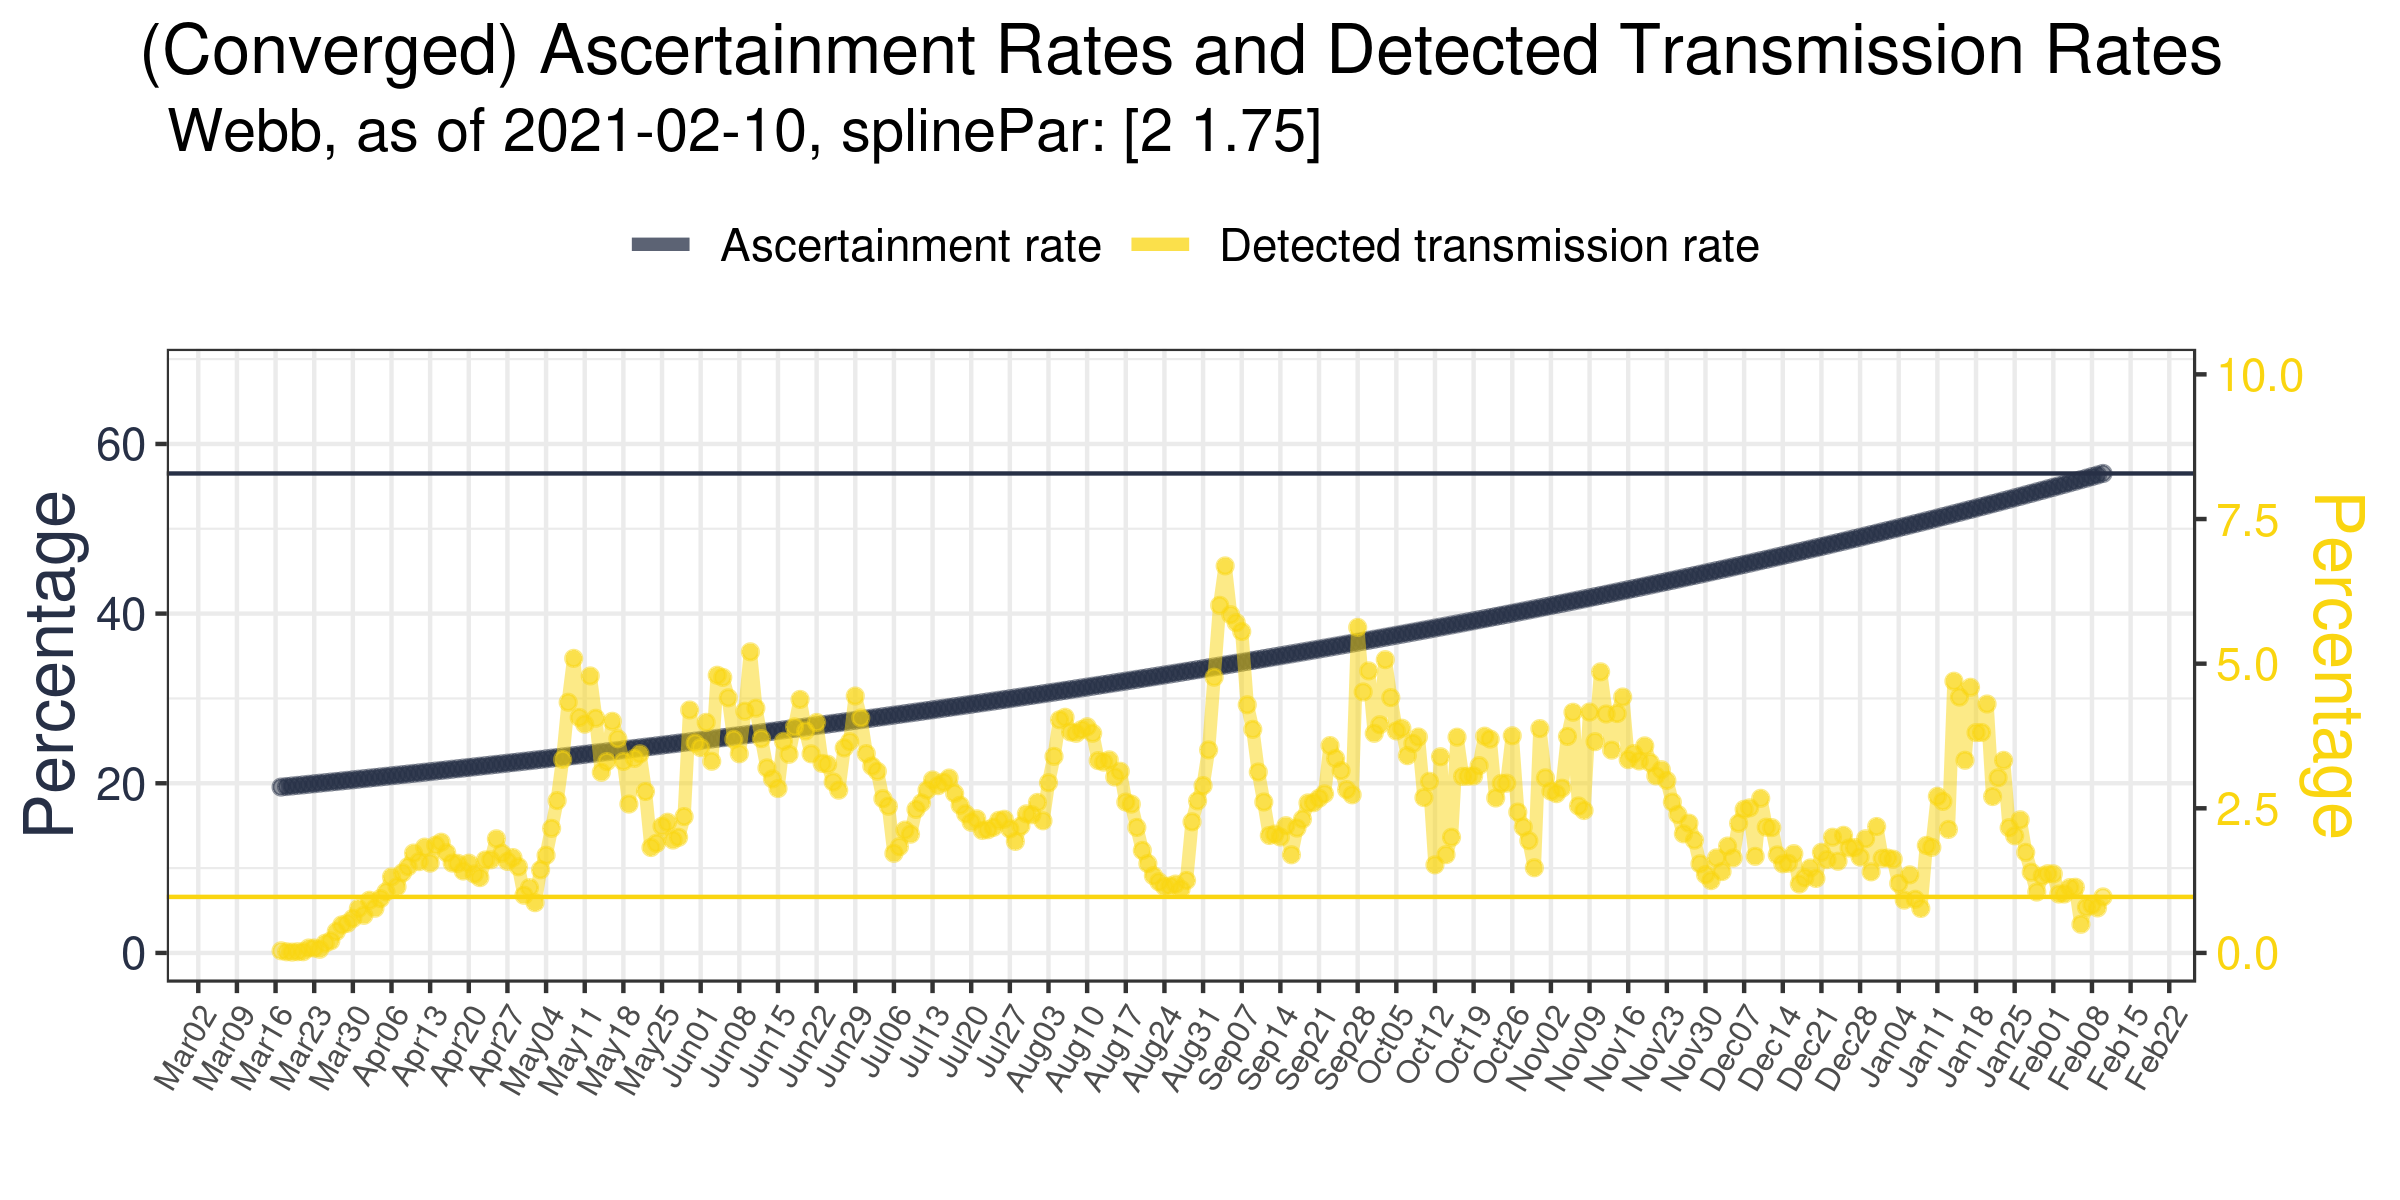 (Converged) Ascertainment Rates and Detected Transmission Rates
Webb, as of 2021-02-10, splinePar: [2 1.75]
Ascertainment rate Detected transmission rate
Percentage
60
40
20
0
10.0
7.5
5.0
2.5
0.0
Percentage
Mar02 Mar09 Mar16 Mar23 Mar30 Apr06 Apr13 Apr20 Apr27 May04 May11 May18 May25 Jun01 Jun08 Jun15 Jun22 Jun29 Jul06 Jul13 Jul20 Jul27 Aug03 Aug10 Aug17 Aug24 Aug31 Sep07 Sep14 Sep21 Sep28 Oct05 Oct12 Oct19 Oct26 Nov02 Nov09 Nov16 Nov23 Nov30 Dec07 Dec14 Dec21 Dec28 Jan04 Jan11 Jan18 Jan25 Feb01 Feb08 Feb15 Feb22